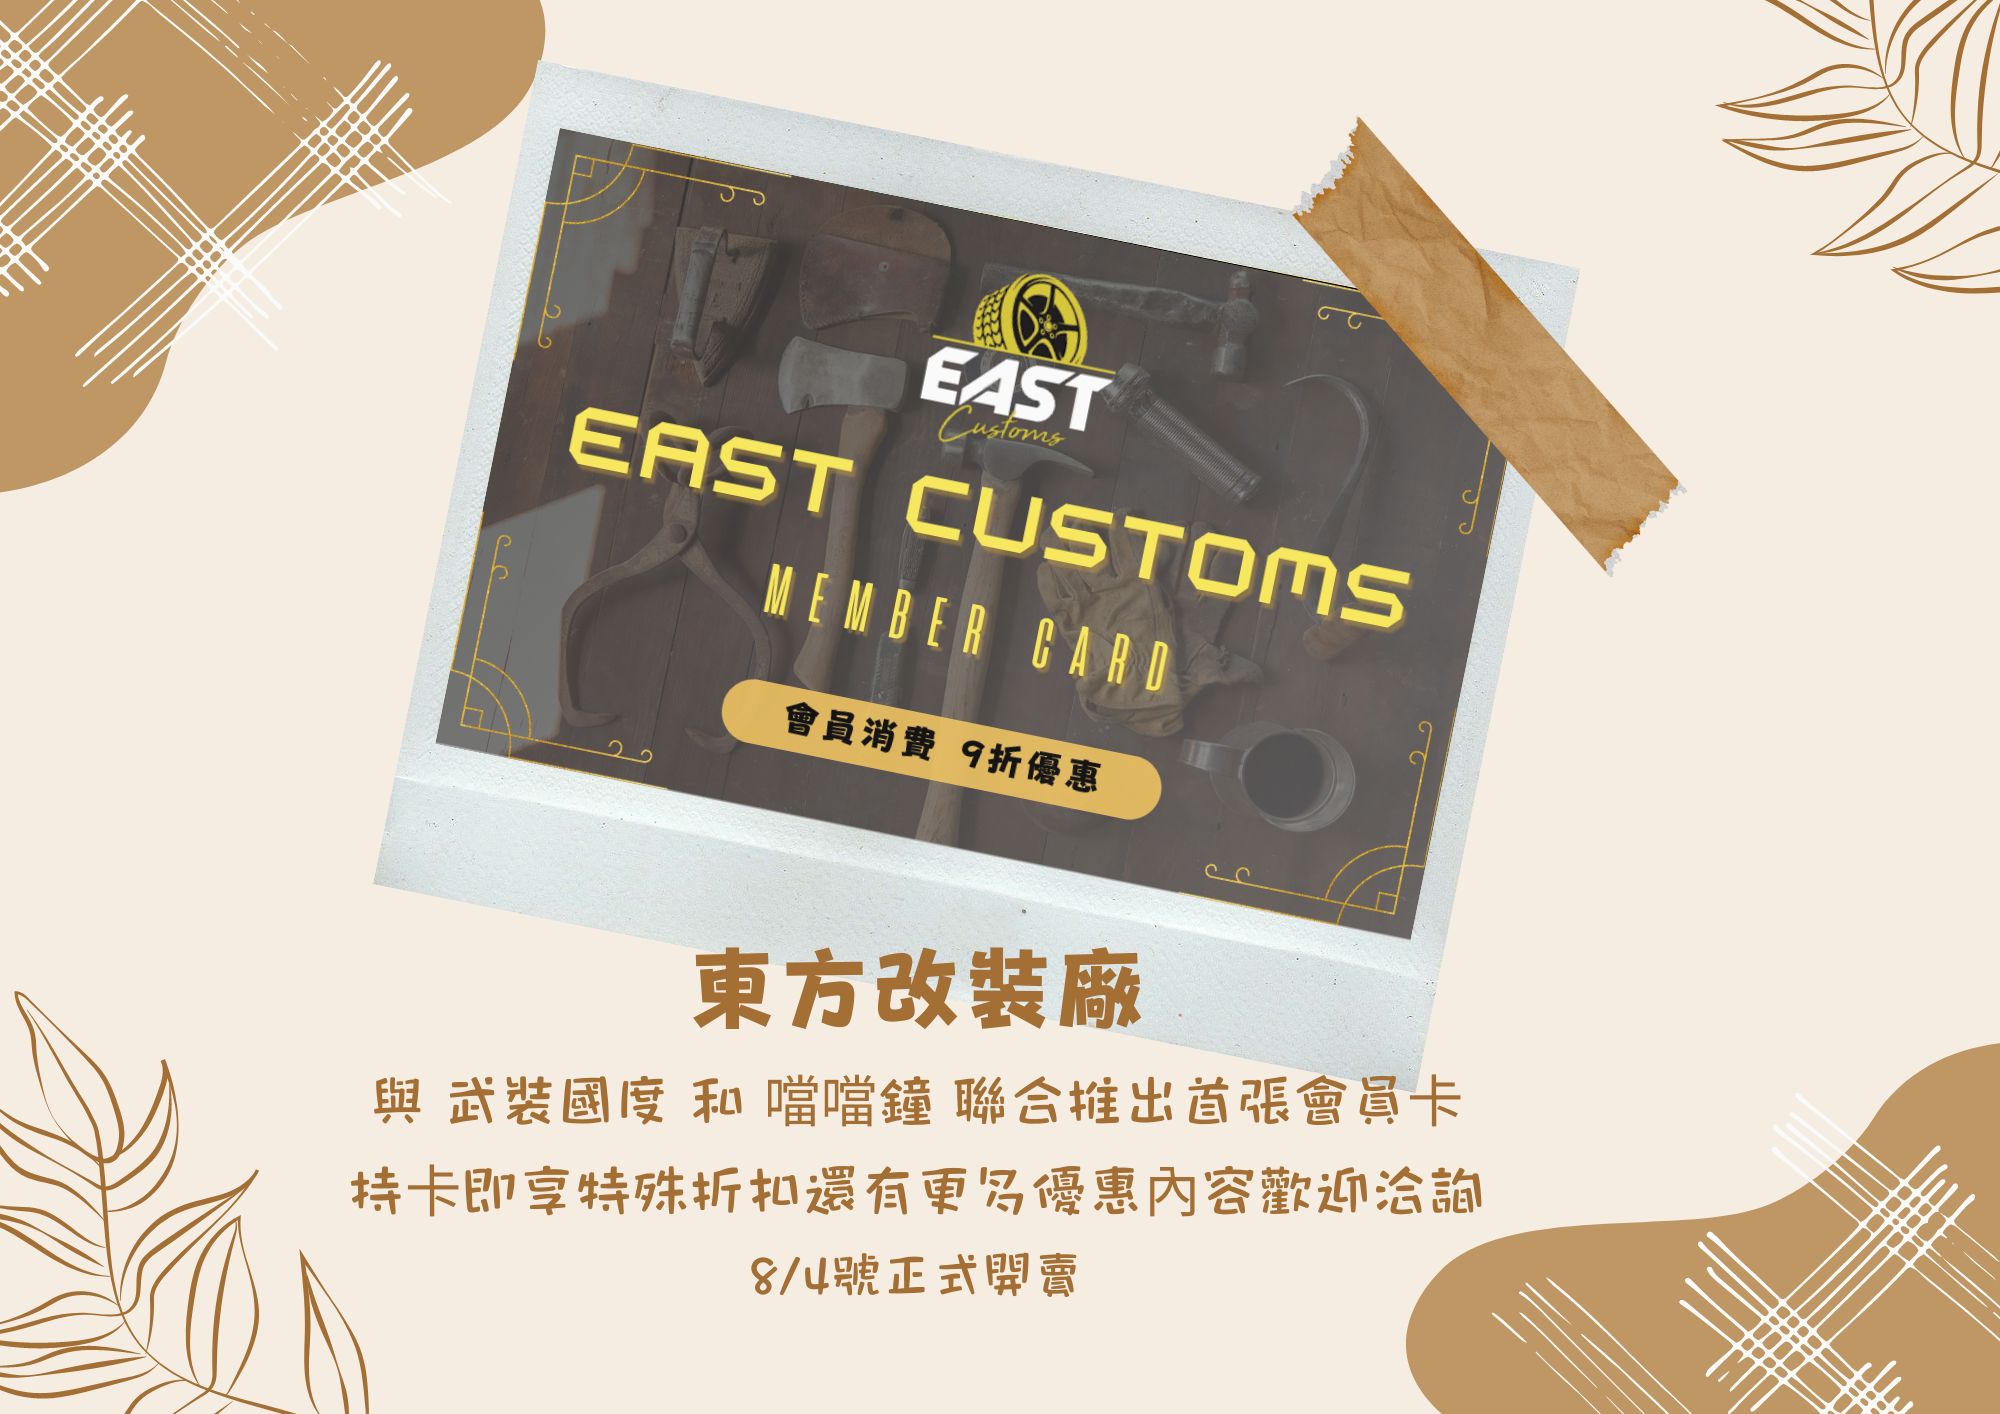 EAST
Customs
EAST CUSTOMS
MEMBER CARD
會員消費 9折優惠
東方改裝廠
與 武裝國度 和 噹噹鐘 聯合推出首張會員卡
持卡即享特殊折扣還有更多優惠內容歡迎洽詢
8/4號正式開賣